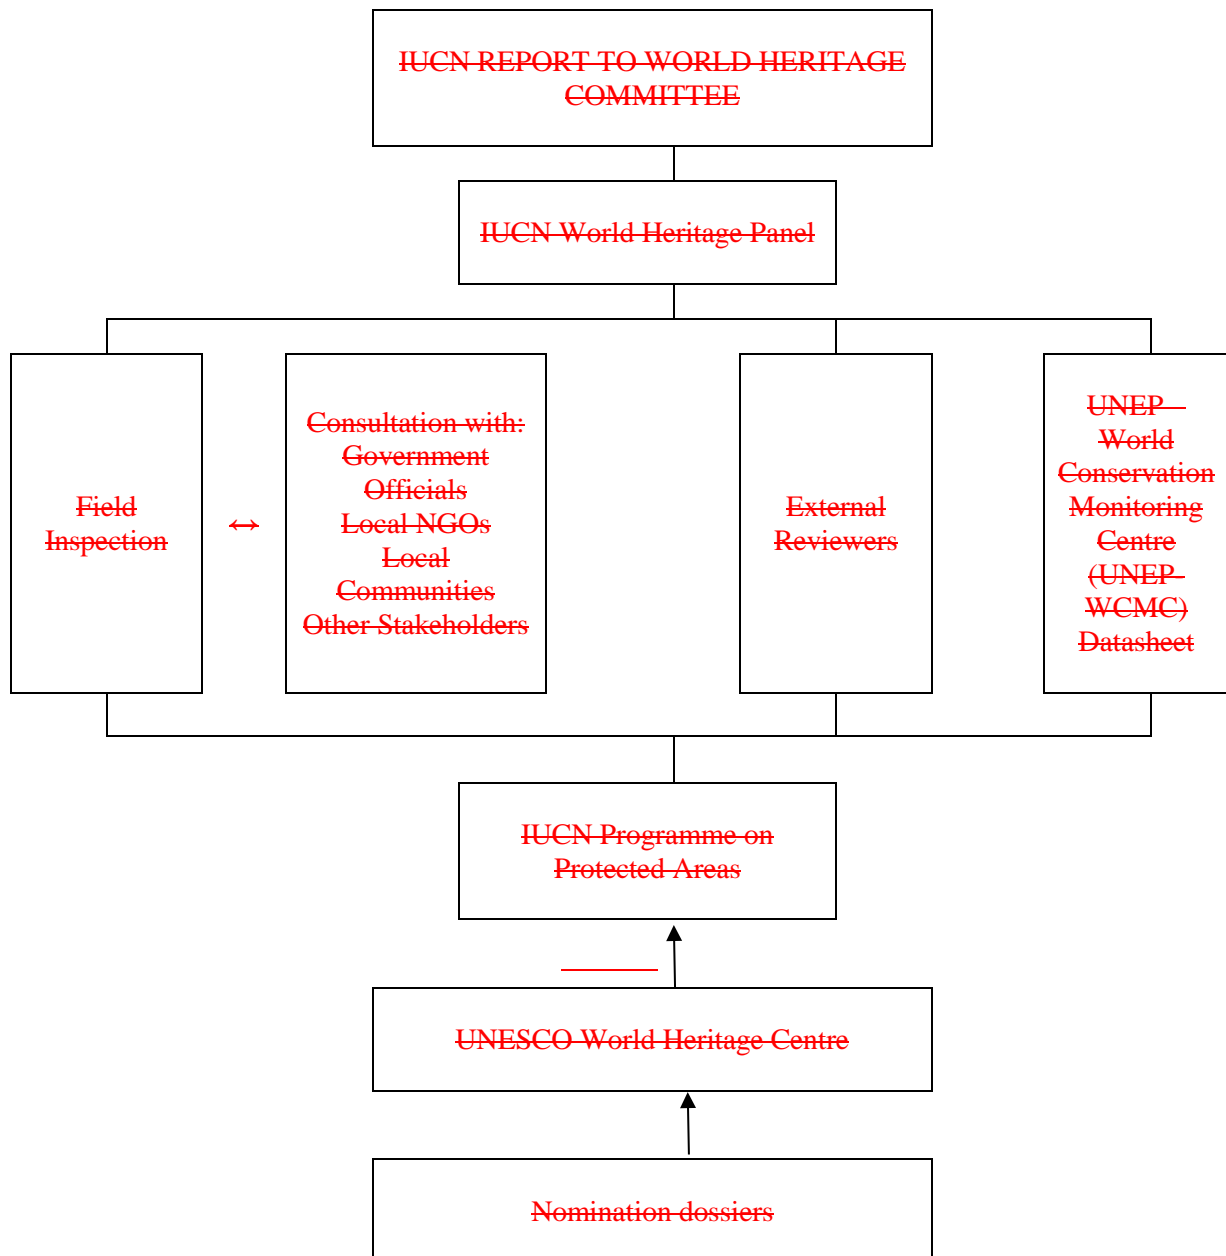 IUCN REPORT TO WORLD HERITAGE
COMMITTEE
IUCN World Heritage Panel
Field
Inspection
↔
Consultation with:
Government
Officials
Local NGOs
Local
Communities
Other Stakeholders
External
Reviewers
UNEP –
World
Conservation
Monitoring
Centre
(UNEP-
WCMC)
Datasheet
IUCN Programme on
Protected Areas
UNESCO World Heritage Centre
Nomination dossiers